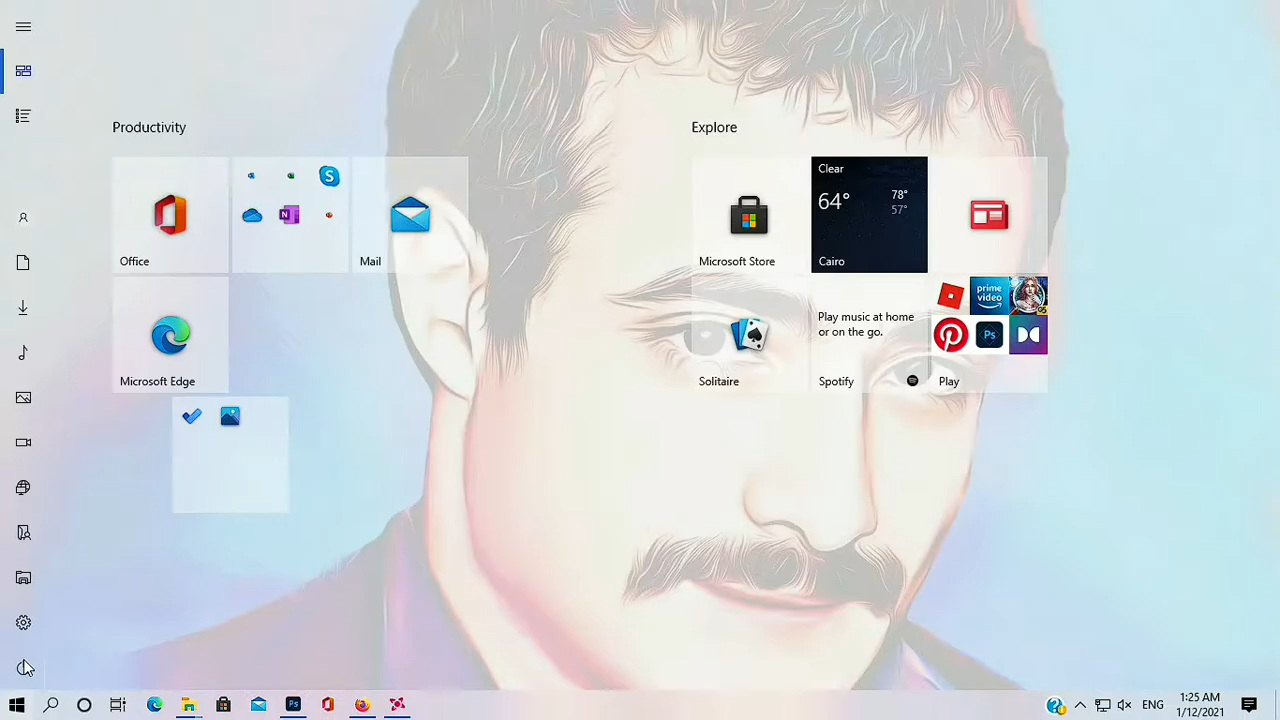 Productivity
Explore
S
N
Office
Mail
Microsoft Edge
Clear
64°
78°
57°
Cairo
Microsoft Store
Solitaire
Play music at home
or on the go.
Spotify
prime
video
Ps
Play
Ps
ENG
1:25 AM
1/12/2021